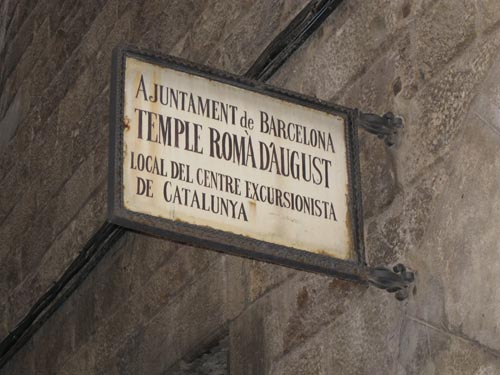 AJUNTAMENT de BARCELONA
TEMPLE ROMÀ D'AUGUST
LOCAL DEL CENTRE EXCURSIONISTA
DE CATALUNYA